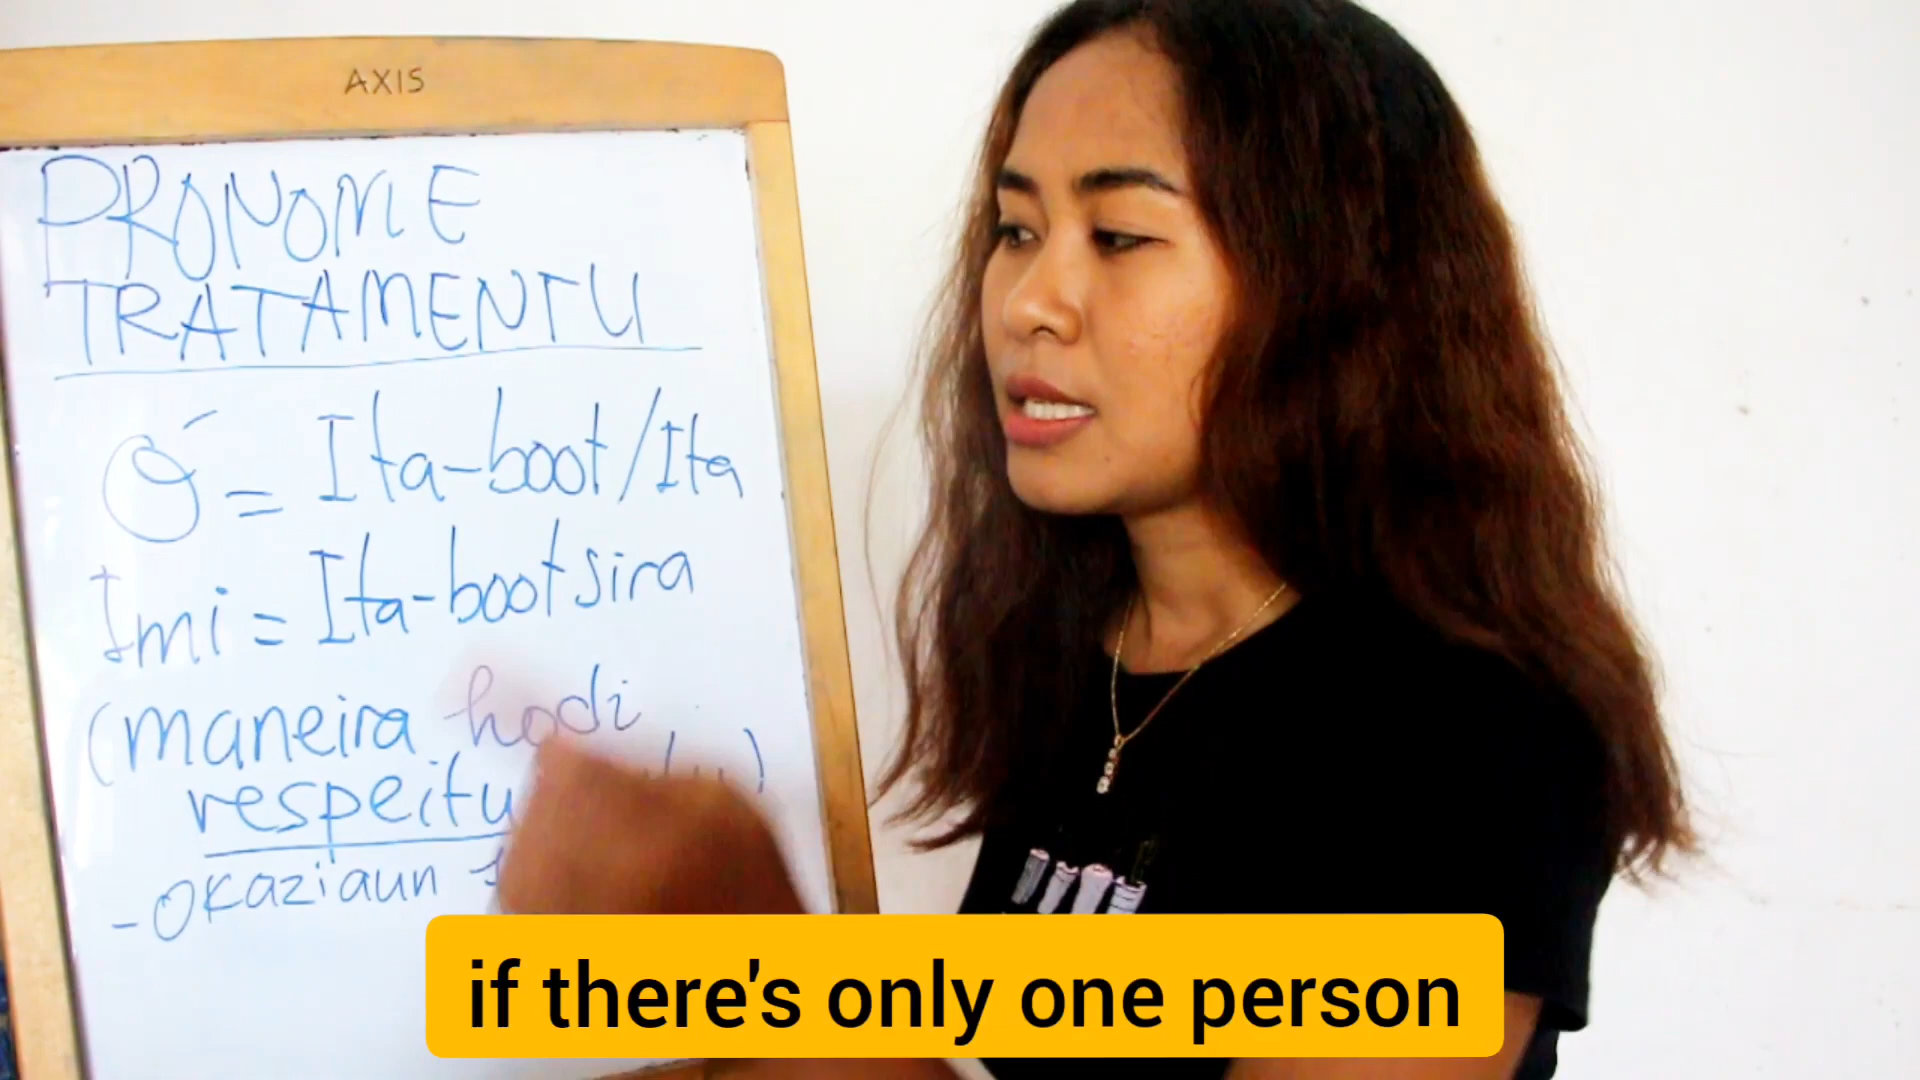 AXIS
PRONOME
TRATAMENTU
Ó = Ita-boot/Ita
Imi = Ita-boot sira
(maneira hodi
respeitu )
- Okaziaun
if there's only one person